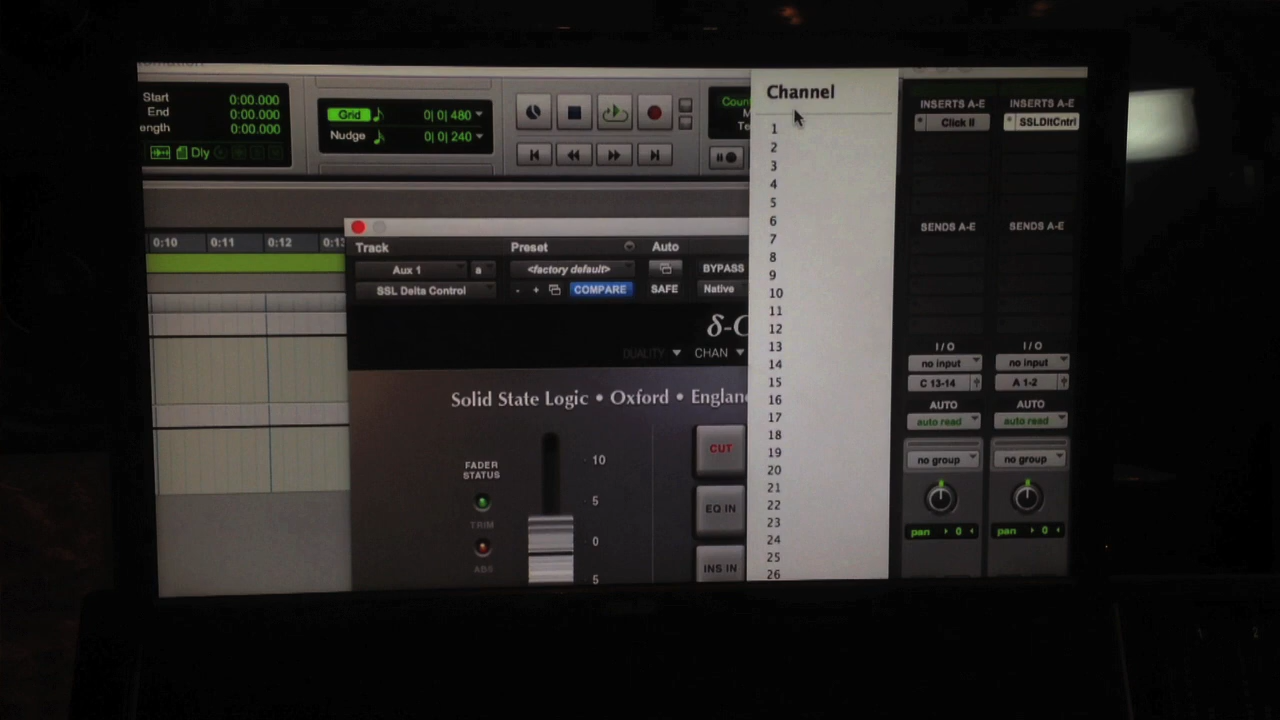 Start 0:00.000
End 0:00.000
ength 0:00.000
Dly
Grid 0| 0| 480
Nudge 0| 0| 240
Coun
M
Te
0:10 0:11 0:12 0:13
Track Preset Auto
Aux 1 a <factory default> BYPASS
SSL Delta Control - + COMPARE SAFE Native
δ-C
DUALITY CHAN
Solid State Logic • Oxford • Englan
FADER
STATUS
TRIM
ABS
10
5
0
5
CUT
EQ IN
INS IN
Channel
1
2
3
4
5
6
7
8
9
10
11
12
13
14
15
16
17
18
19
20
21
22
23
24
25
26
INSERTS A-E INSERTS A-E
Click II SSLDltCntrl
SENDS A-E SENDS A-E
I / O I / O
no input no input
C 13-14 A 1-2
AUTO AUTO
auto read auto read
no group no group
pan 0 pan 0